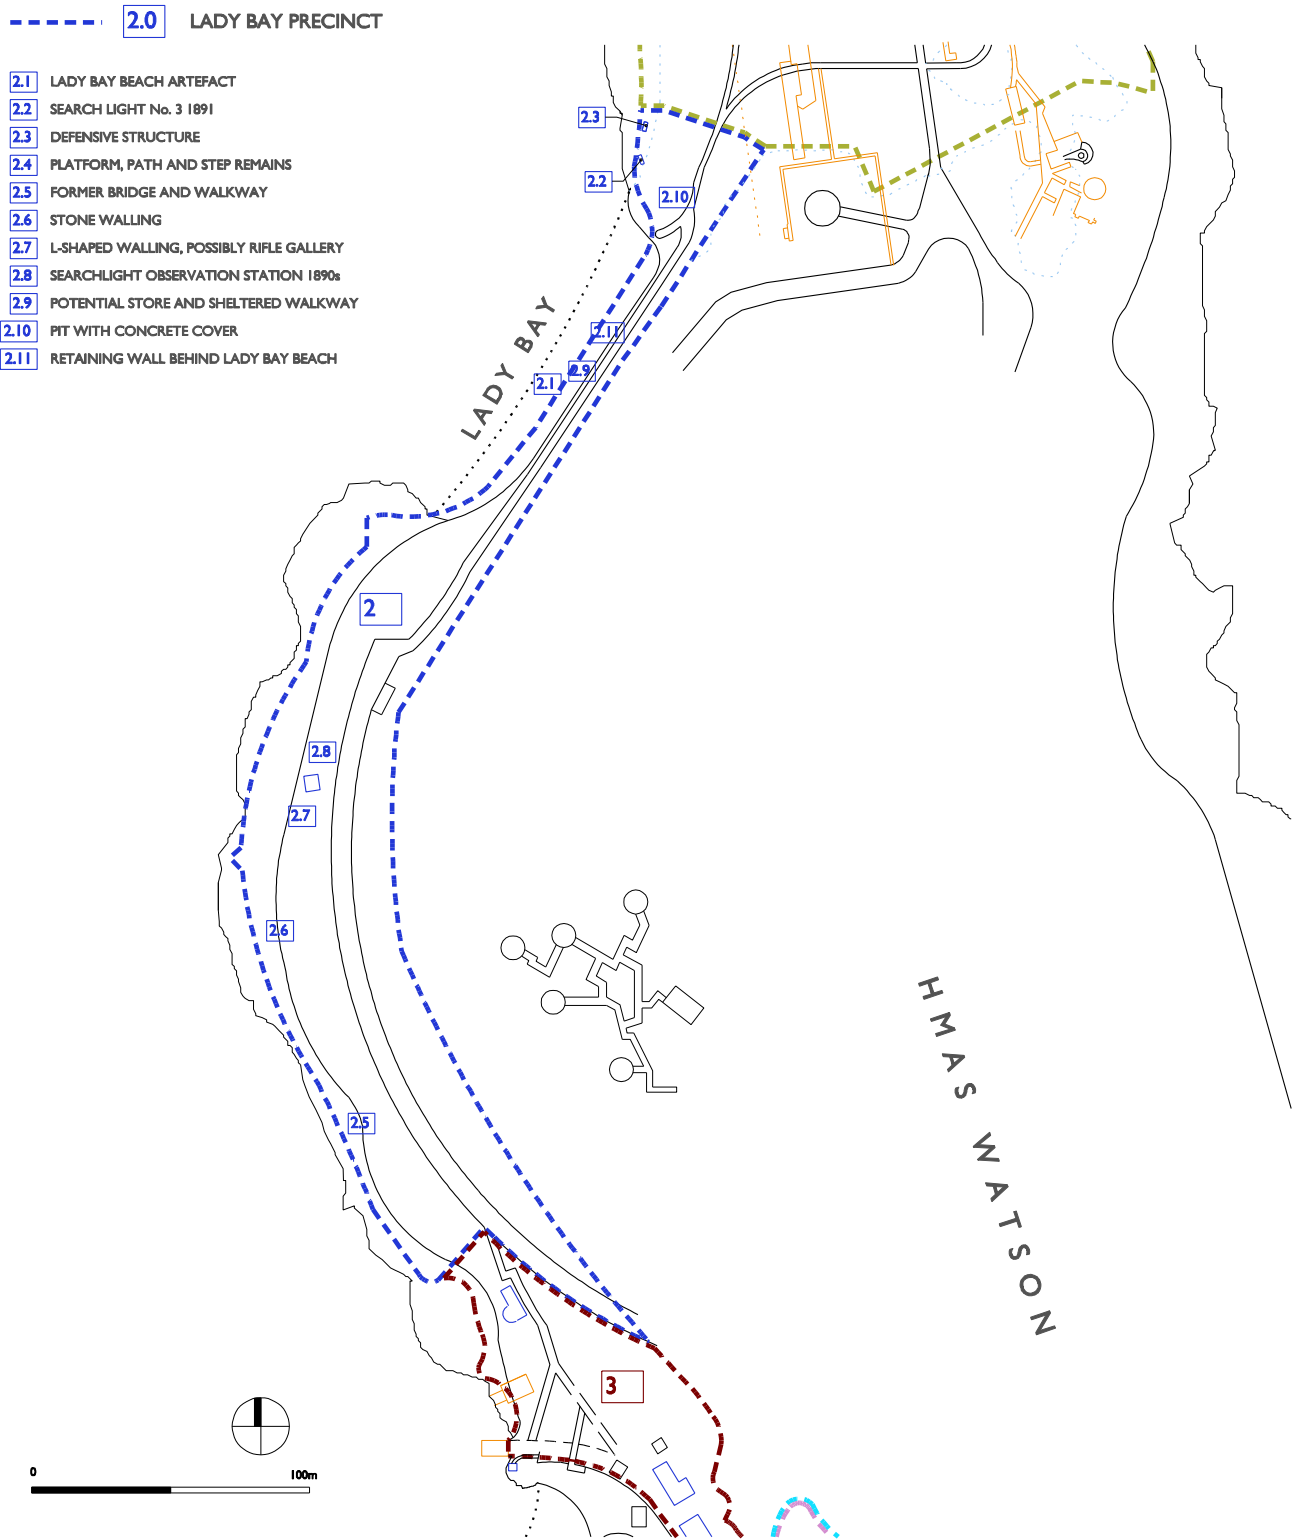 2.0 LADY BAY PRECINCT
2.1 LADY BAY BEACH ARTEFACT
2.2 SEARCH LIGHT No. 3 1891
2.3 DEFENSIVE STRUCTURE
2.4 PLATFORM, PATH AND STEP REMAINS
2.5 FORMER BRIDGE AND WALKWAY
2.6 STONE WALLING
2.7 L-SHAPED WALLING, POSSIBLY RIFLE GALLERY
2.8 SEARCHLIGHT OBSERVATION STATION 1890s
2.9 POTENTIAL STORE AND SHELTERED WALKWAY
2.10 PIT WITH CONCRETE COVER
2.11 RETAINING WALL BEHIND LADY BAY BEACH
2.3
2.2
2.10
2.11
2.9
2.1
LADY BAY
2
2.8
2.7
2.6
2.5
HMAS WATSON
3
0 100m